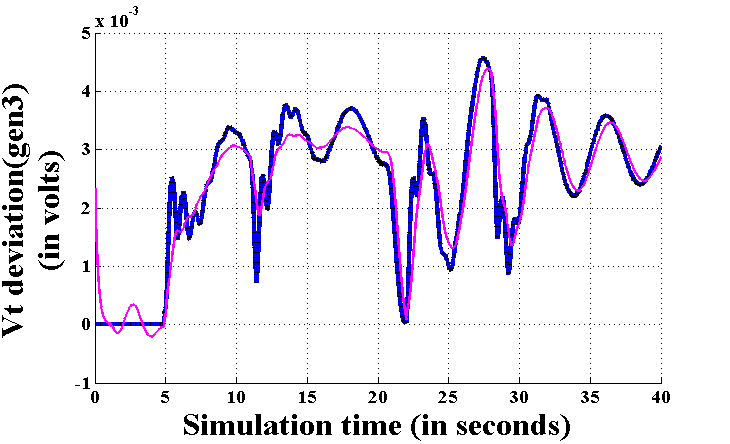 x 10⁻³
5
4
3
2
1
0
-1
Vt deviation(gen3)
(in volts)
0 5 10 15 20 25 30 35 40
Simulation time (in seconds)